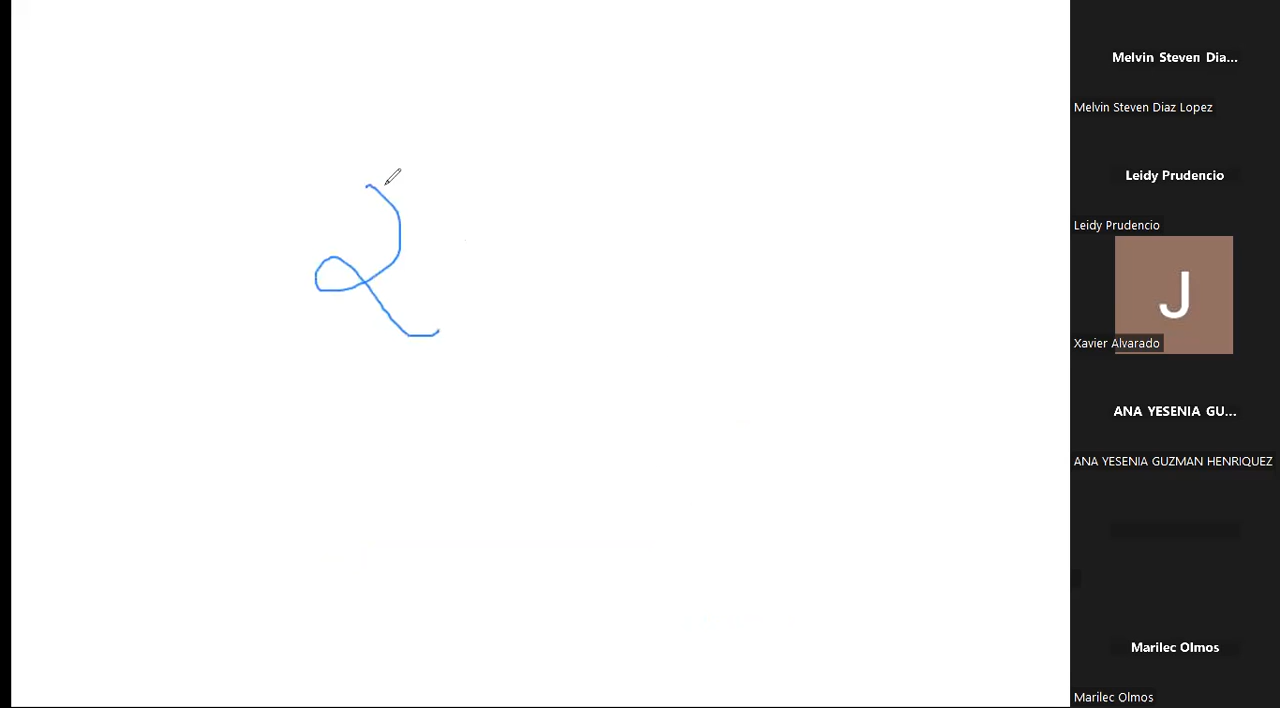 2
Melvin Steven Dia...
Melvin Steven Diaz Lopez
Leidy Prudencio
Leidy Prudencio
J
Xavier Alvarado
ANA YESENIA GU...
ANA YESENIA GUZMAN HENRIQUEZ
Marilec Olmos
Marilec Olmos